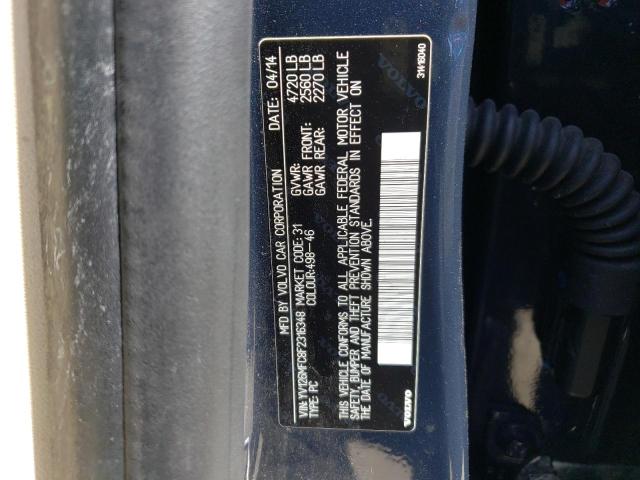 MFD BY VOLVO CAR CORPORATION DATE: 04/14
GVWR: 4720 LB
GAWR FRONT: 2560 LB
GAWR REAR: 2270 LB
VIN: YV126MFC8F2316348 MARKET CODE: 31
TYPE: PC COLOUR: 498-46
THIS VEHICLE CONFORMS TO ALL APPLICABLE FEDERAL MOTOR VEHICLE
SAFETY, BUMPER AND THEFT PREVENTION STANDARDS IN EFFECT ON
DATE OF MANUFACTURE SHOWN ABOVE.
VOLVO
31418040